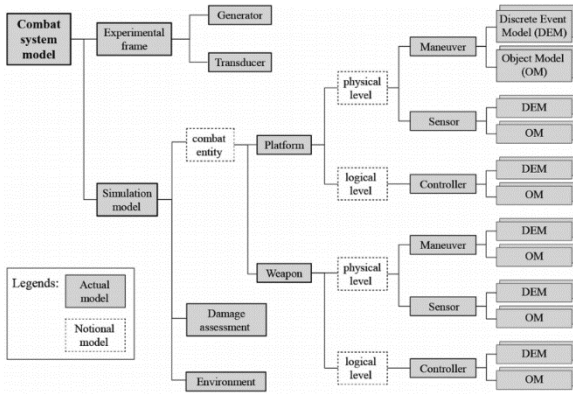 Combat
system
model
Experimental
frame
Generator
Transducer
Simulation
model
combat
entity
Damage
assessment
Environment
Platform
Weapon
physical
level
logical
level
physical
level
logical
level
Maneuver
Sensor
Controller
Maneuver
Sensor
Controller
Discrete Event
Model (DEM)
Object Model
(OM)
DEM
OM
DEM
OM
DEM
OM
DEM
OM
DEM
OM
Legends:
Actual
model
Notional
model